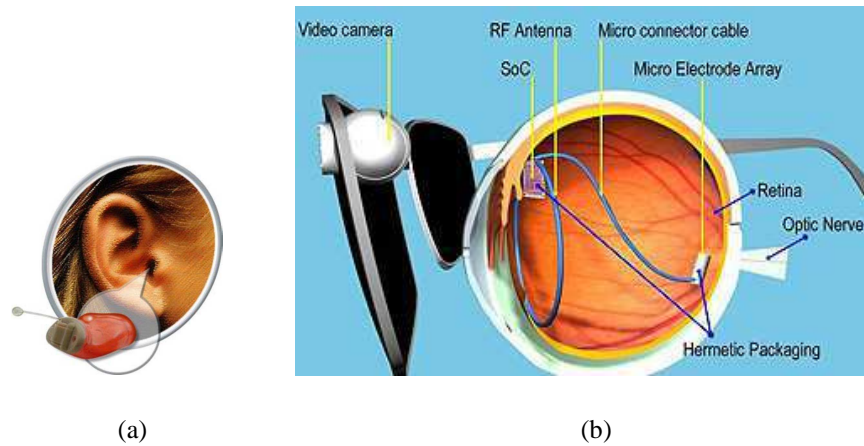 Video camera
RF Antenna
Micro connector cable
SoC
Micro Electrode Array
Retina
Optic Nerve
Hermetic Packaging
(a)
(b)